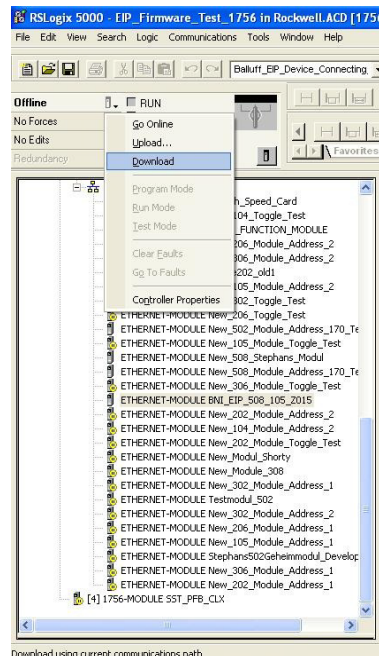 RSLogix 5000 - EIP_Firmware_Test_1756 in Rockwell.ACD [175
File Edit View Search Logic Communications Tools Window Help
Balluff_EIP_Device_Connecting,
Offline
RUN
No Forces
No Edits
Redundancy
Favorites
Go Online
Upload...
Download
Program Mode
Run Mode
Test Mode
Clear Faults
Go To Faults
Controller Properties
h_Speed_Card
104_Toggle_Test
_FUNCTION_MODULE
206_Module_Address_2
306_Module_Address_2
e202_old1
105_Module_Address_2
302_Toggle_Test
ETHERNET-MODULE New_206_Toggle_Test
ETHERNET-MODULE New_502_Module_Address_170_Te
ETHERNET-MODULE New_105_Module_Toggle_Test
ETHERNET-MODULE New_508_Stephans_Modul
ETHERNET-MODULE New_508_Module_Address_170_Te
ETHERNET-MODULE New_306_Module_Toggle_Test
ETHERNET-MODULE BNI_EIP_508_105_Z015
ETHERNET-MODULE New_202_Module_Address_2
ETHERNET-MODULE New_104_Module_Address_2
ETHERNET-MODULE New_202_Module_Toggle_Test
ETHERNET-MODULE New_Modul_Shorty
ETHERNET-MODULE New_Module_308
ETHERNET-MODULE New_302_Module_Address_1
ETHERNET-MODULE Testmodul_502
ETHERNET-MODULE New_302_Module_Address_2
ETHERNET-MODULE New_206_Module_Address_1
ETHERNET-MODULE New_105_Module_Address_1
ETHERNET-MODULE Stephans502Geheimmodul_Develop
ETHERNET-MODULE New_306_Module_Address_1
ETHERNET-MODULE New_202_Module_Address_1
[4] 1756-MODULE SST_PFB_CLX
Download using current communications path